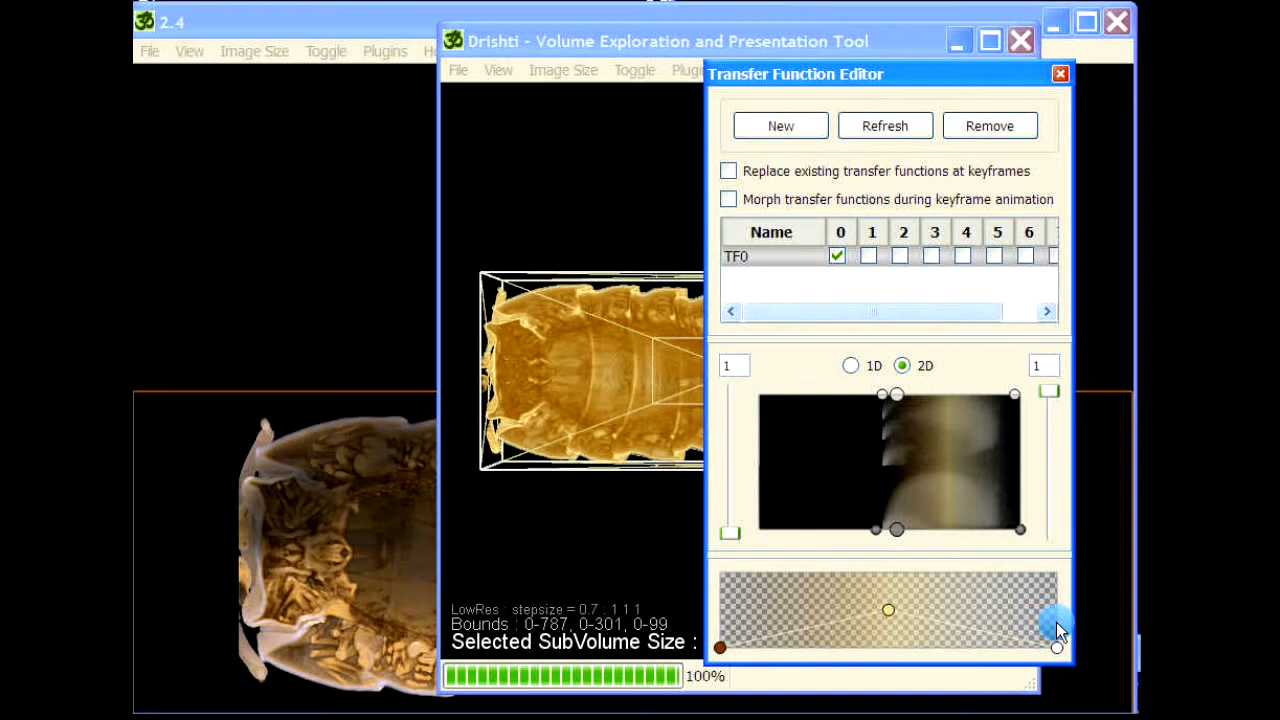 2.4
File View Image Size Toggle Plugins
Drishti - Volume Exploration and Presentation Tool
File View Image Size Toggle
Transfer Function Editor
New Refresh Remove
Replace existing transfer functions at keyframes
Morph transfer functions during keyframe animation
Name 0 1 2 3 4 5 6
TF0
1 1D 2D 1
LowRes : stepsize = 0.7 . 1 1 1
Bounds : 0-787, 0-301, 0-99
Selected SubVolume Size :
100%